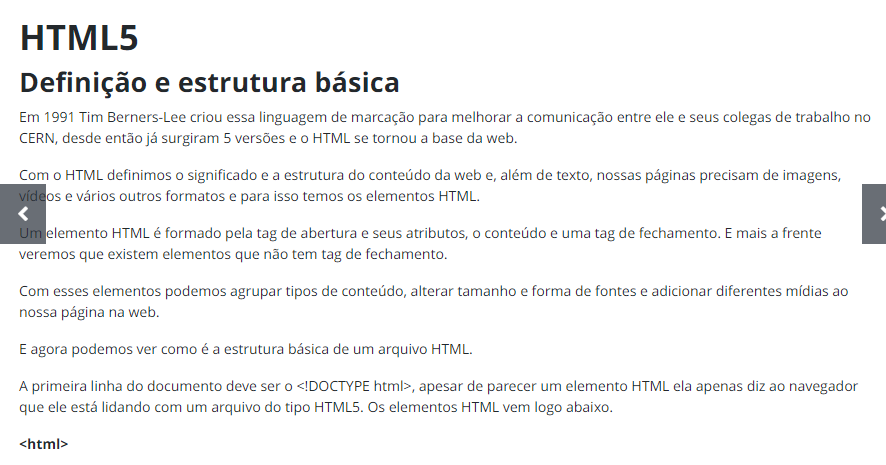 HTML5
Definição e estrutura básica
Em 1991 Tim Berners-Lee criou essa linguagem de marcação para melhorar a comunicação entre ele e seus colegas de trabalho no
CERN, desde então já surgiram 5 versões e o HTML se tornou a base da web.
Com o HTML definimos o significado e a estrutura do conteúdo da web e, além de texto, nossas páginas precisam de imagens,
vídeos e vários outros formatos e para isso temos os elementos HTML.
Um elemento HTML é formado pela tag de abertura e seus atributos, o conteúdo e uma tag de fechamento. E mais a frente
veremos que existem elementos que não tem tag de fechamento.
Com esses elementos podemos agrupar tipos de conteúdo, alterar tamanho e forma de fontes e adicionar diferentes mídias ao
nossa página na web.
E agora podemos ver como é a estrutura básica de um arquivo HTML.
A primeira linha do documento deve ser o <!DOCTYPE html>, apesar de parecer um elemento HTML ela apenas diz ao navegador
que ele está lidando com um arquivo do tipo HTML5. Os elementos HTML vem logo abaixo.
<html>